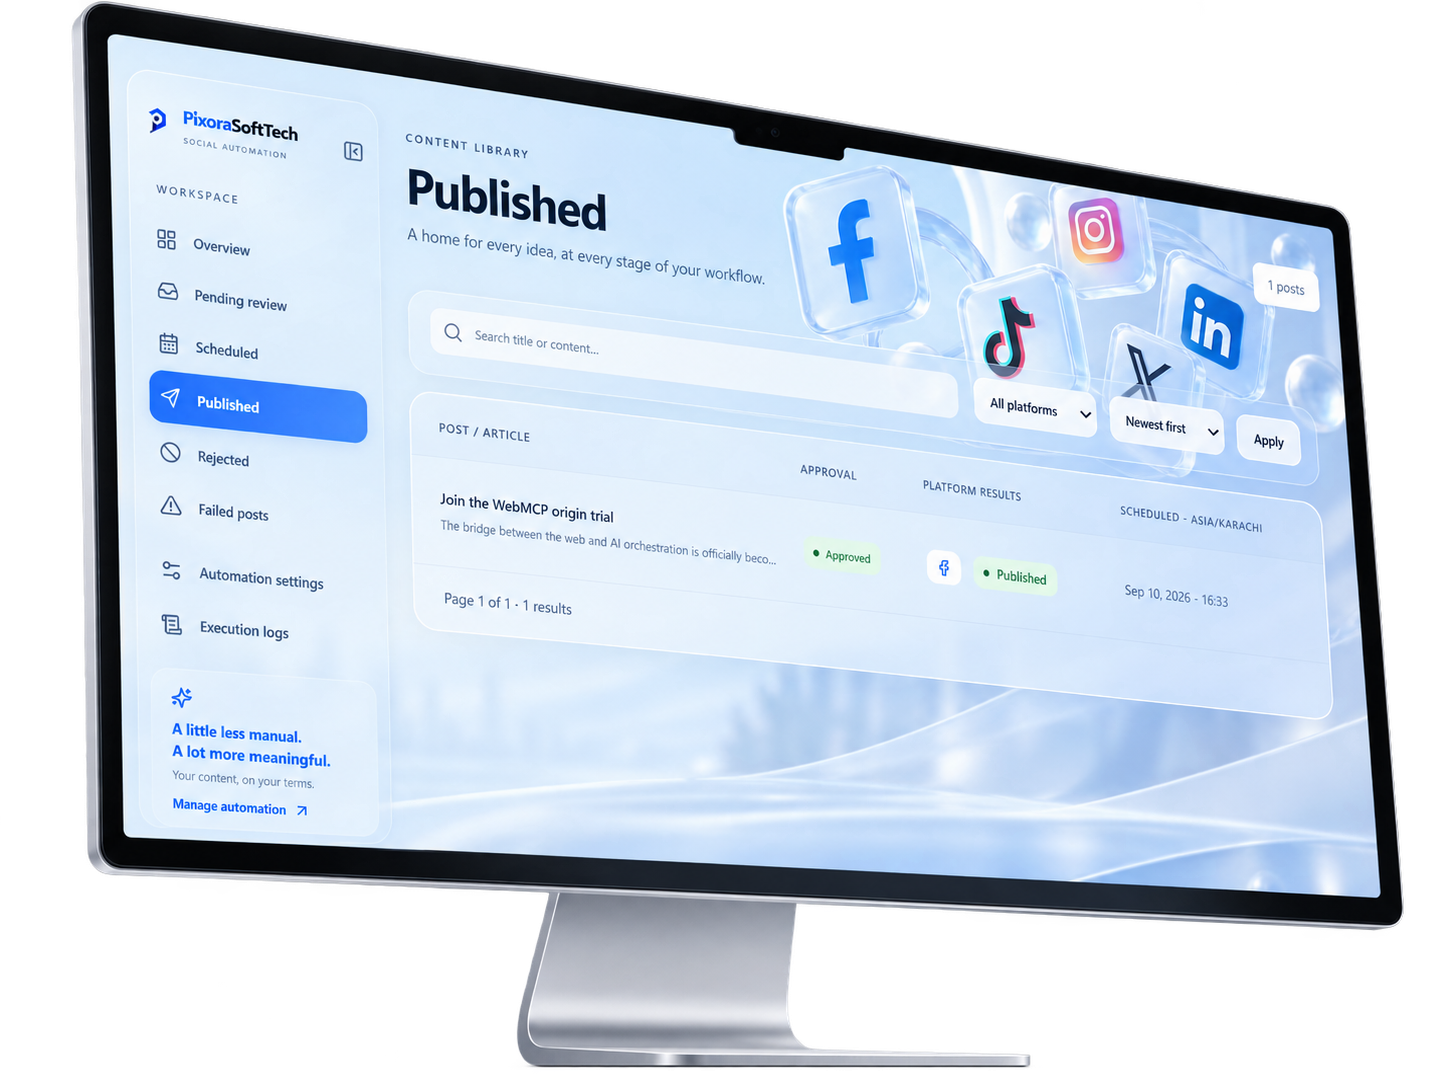 PixoraSoftTech
SOCIAL AUTOMATION
WORKSPACE
Overview
Pending review
Scheduled
Published
Rejected
Failed posts
Automation settings
Execution logs
A little less manual.
A lot more meaningful.
Your content, on your terms.
Manage automation
CONTENT LIBRARY
Published
A home for every idea, at every stage of your workflow.
1 posts
Search title or content...
All platforms
Newest first
Apply
POST / ARTICLE
APPROVAL
PLATFORM RESULTS
SCHEDULED - ASIA/KARACHI
Join the WebMCP origin trial
The bridge between the web and AI orchestration is officially beco...
Approved
Published
Sep 10, 2026 - 16:33
Page 1 of 1 · 1 results